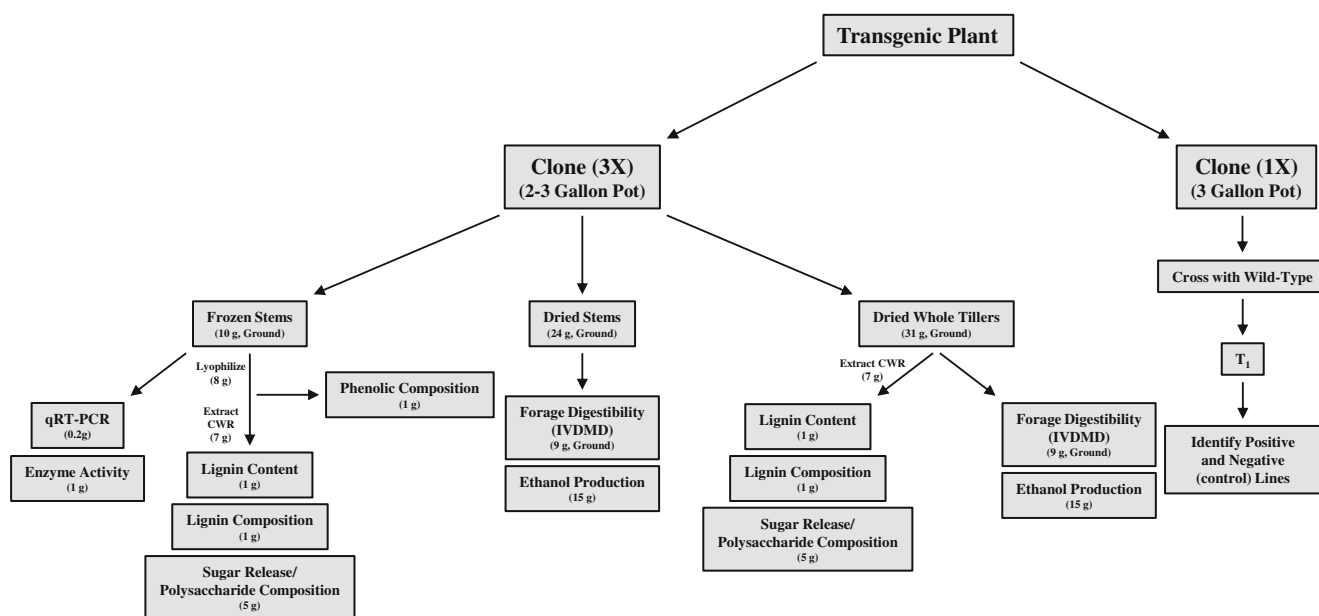 Transgenic Plant
Clone (3X)
(2-3 Gallon Pot)
Clone (1X)
(3 Gallon Pot)
Cross with Wild-Type
T1
Identify Positive
and Negative
(control) Lines
Frozen Stems
(10 g, Ground)
Dried Stems
(24 g, Ground)
Dried Whole Tillers
(31 g, Ground)
Lyophilize
(8 g)
Extract
CWR
(7 g)
Phenolic Composition
(1 g)
qRT-PCR
(0.2g)
Enzyme Activity
(1 g)
Lignin Content
(1 g)
Lignin Composition
(1 g)
Sugar Release/
Polysaccharide Composition
(5 g)
Forage Digestibility
(IVDMD)
(9 g, Ground)
Ethanol Production
(15 g)
Extract CWR
(7 g)
Lignin Content
(1 g)
Lignin Composition
(1 g)
Sugar Release/
Polysaccharide Composition
(5 g)
Forage Digestibility
(IVDMD)
(9 g, Ground)
Ethanol Production
(15 g)